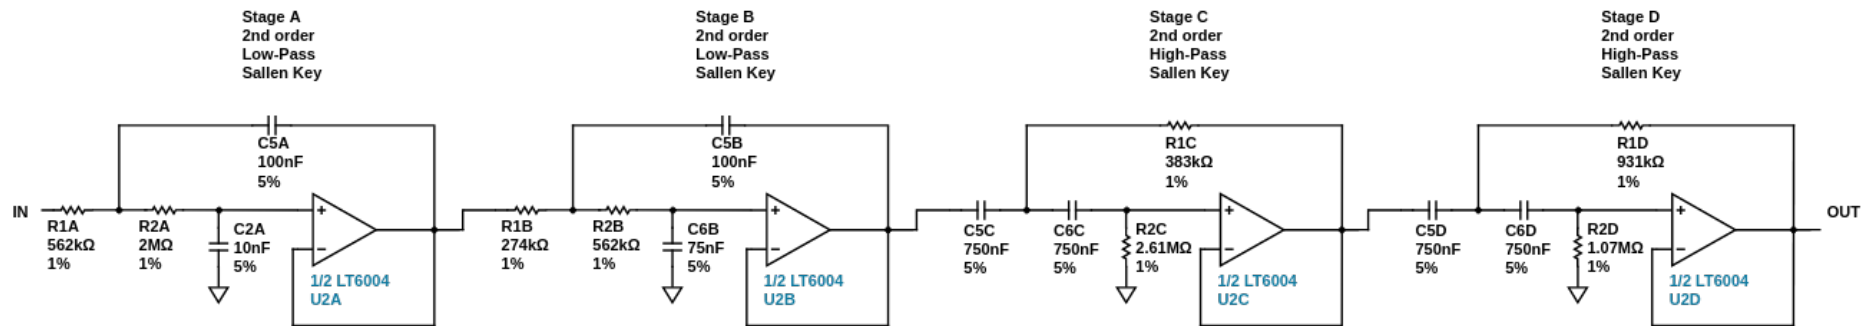 Stage A
2nd order
Low-Pass
Sallen Key
Stage B
2nd order
Low-Pass
Sallen Key
Stage C
2nd order
High-Pass
Sallen Key
Stage D
2nd order
High-Pass
Sallen Key
IN
R1A
562kΩ
1%
R2A
2MΩ
1%
C5A
100nF
5%
C2A
10nF
5%
+
−
1/2 LT6004
U2A
R1B
274kΩ
1%
R2B
562kΩ
1%
C5B
100nF
5%
C6B
75nF
5%
+
−
1/2 LT6004
U2B
C5C
750nF
5%
C6C
750nF
5%
R1C
383kΩ
1%
R2C
2.61MΩ
1%
+
−
1/2 LT6004
U2C
C5D
750nF
5%
C6D
750nF
5%
R1D
931kΩ
1%
R2D
1.07MΩ
1%
+
−
1/2 LT6004
U2D
OUT